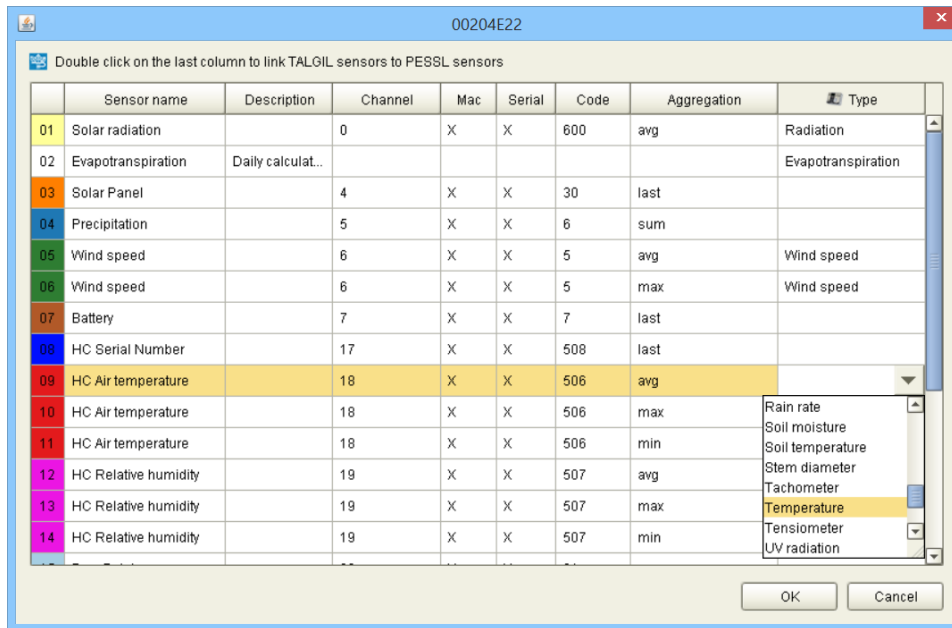 00204E22
Double click on the last column to link TALGIL sensors to PESSL sensors
Sensor name Description Channel Mac Serial Code Aggregation Type
01 Solar radiation 0 X X 600 avg Radiation
02 Evapotranspiration Daily calculat... Evapotranspiration
03 Solar Panel 4 X X 30 last
04 Precipitation 5 X X 6 sum
05 Wind speed 6 X X 5 avg Wind speed
06 Wind speed 6 X X 5 max Wind speed
07 Battery 7 X X 7 last
08 HC Serial Number 17 X X 508 last
09 HC Air temperature 18 X X 506 avg
10 HC Air temperature 18 X X 506 max
11 HC Air temperature 18 X X 506 min
12 HC Relative humidity 19 X X 507 avg
13 HC Relative humidity 19 X X 507 max
14 HC Relative humidity 19 X X 507 min
Rain rate
Soil moisture
Soil temperature
Stem diameter
Tachometer
Temperature
Tensiometer
UV radiation
OK Cancel